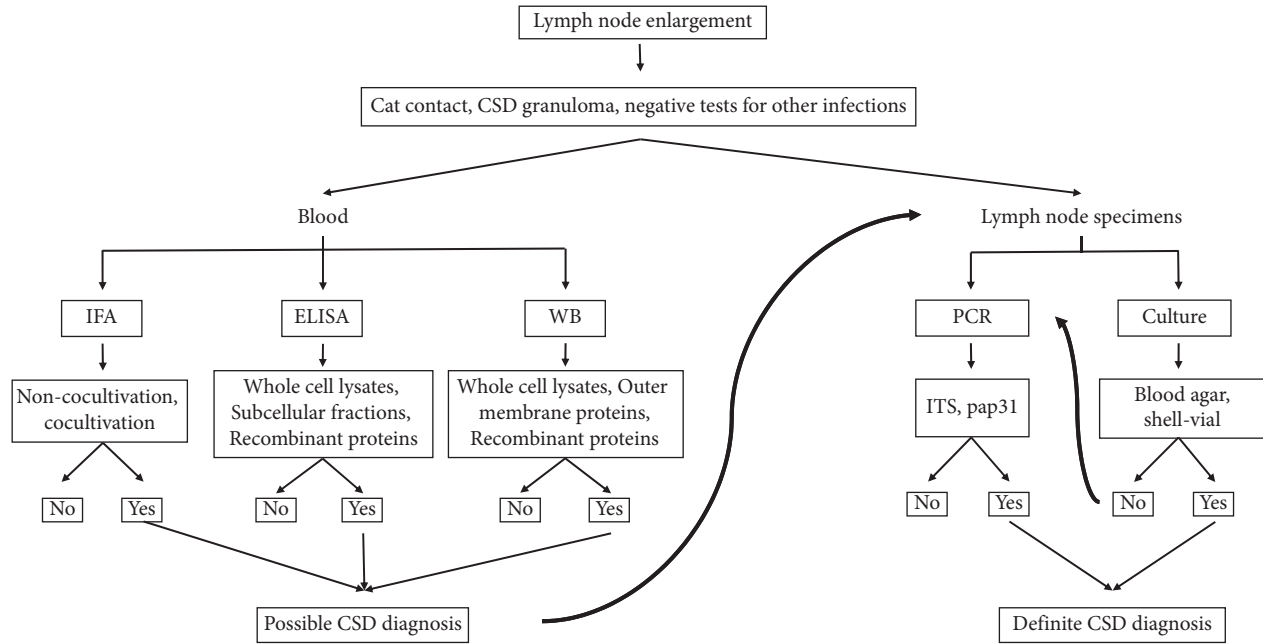 Lymph node enlargement
Cat contact, CSD granuloma, negative tests for other infections
Blood
Lymph node specimens
IFA
ELISA
WB
PCR
Culture
Non-cocultivation,
cocultivation
Whole cell lysates,
Subcellular fractions,
Recombinant proteins
Whole cell lysates, Outer
membrane proteins,
Recombinant proteins
ITS, pap31
Blood agar,
shell-vial
No
Yes
No
Yes
No
Yes
No
Yes
No
Yes
Possible CSD diagnosis
Definite CSD diagnosis